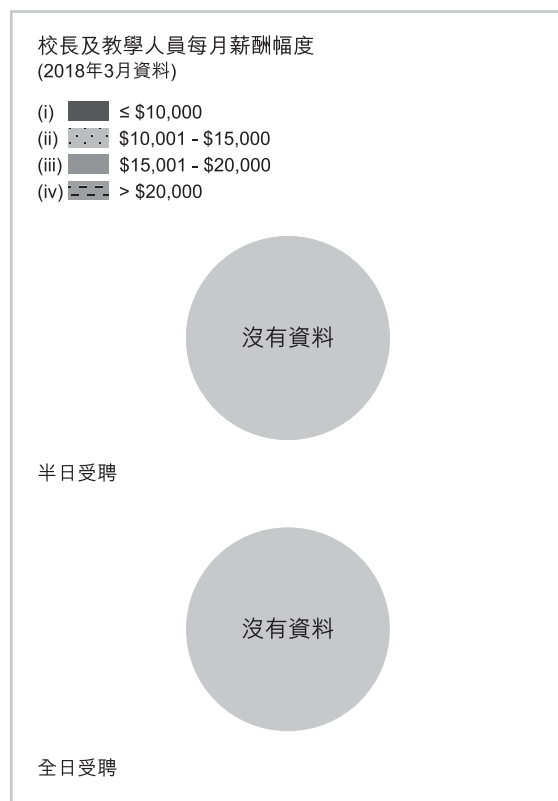 校長及教學人員每月薪酬幅度
(2018年3月資料)
(i) ≤ $10,000
(ii) $10,001 - $15,000
(iii) $15,001 - $20,000
(iv) > $20,000
沒有資料
半日受聘
沒有資料
全日受聘